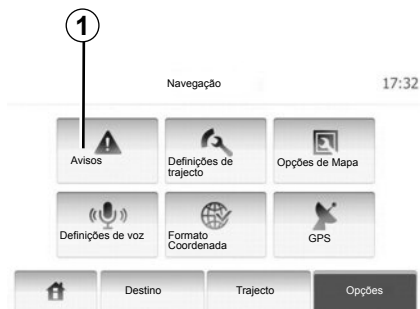 1
Navegação
17:32
Avisos
Definições de
trajecto
Opções de Mapa
Definições de voz
Formato
Coordenada
GPS
Destino
Trajecto
Opções